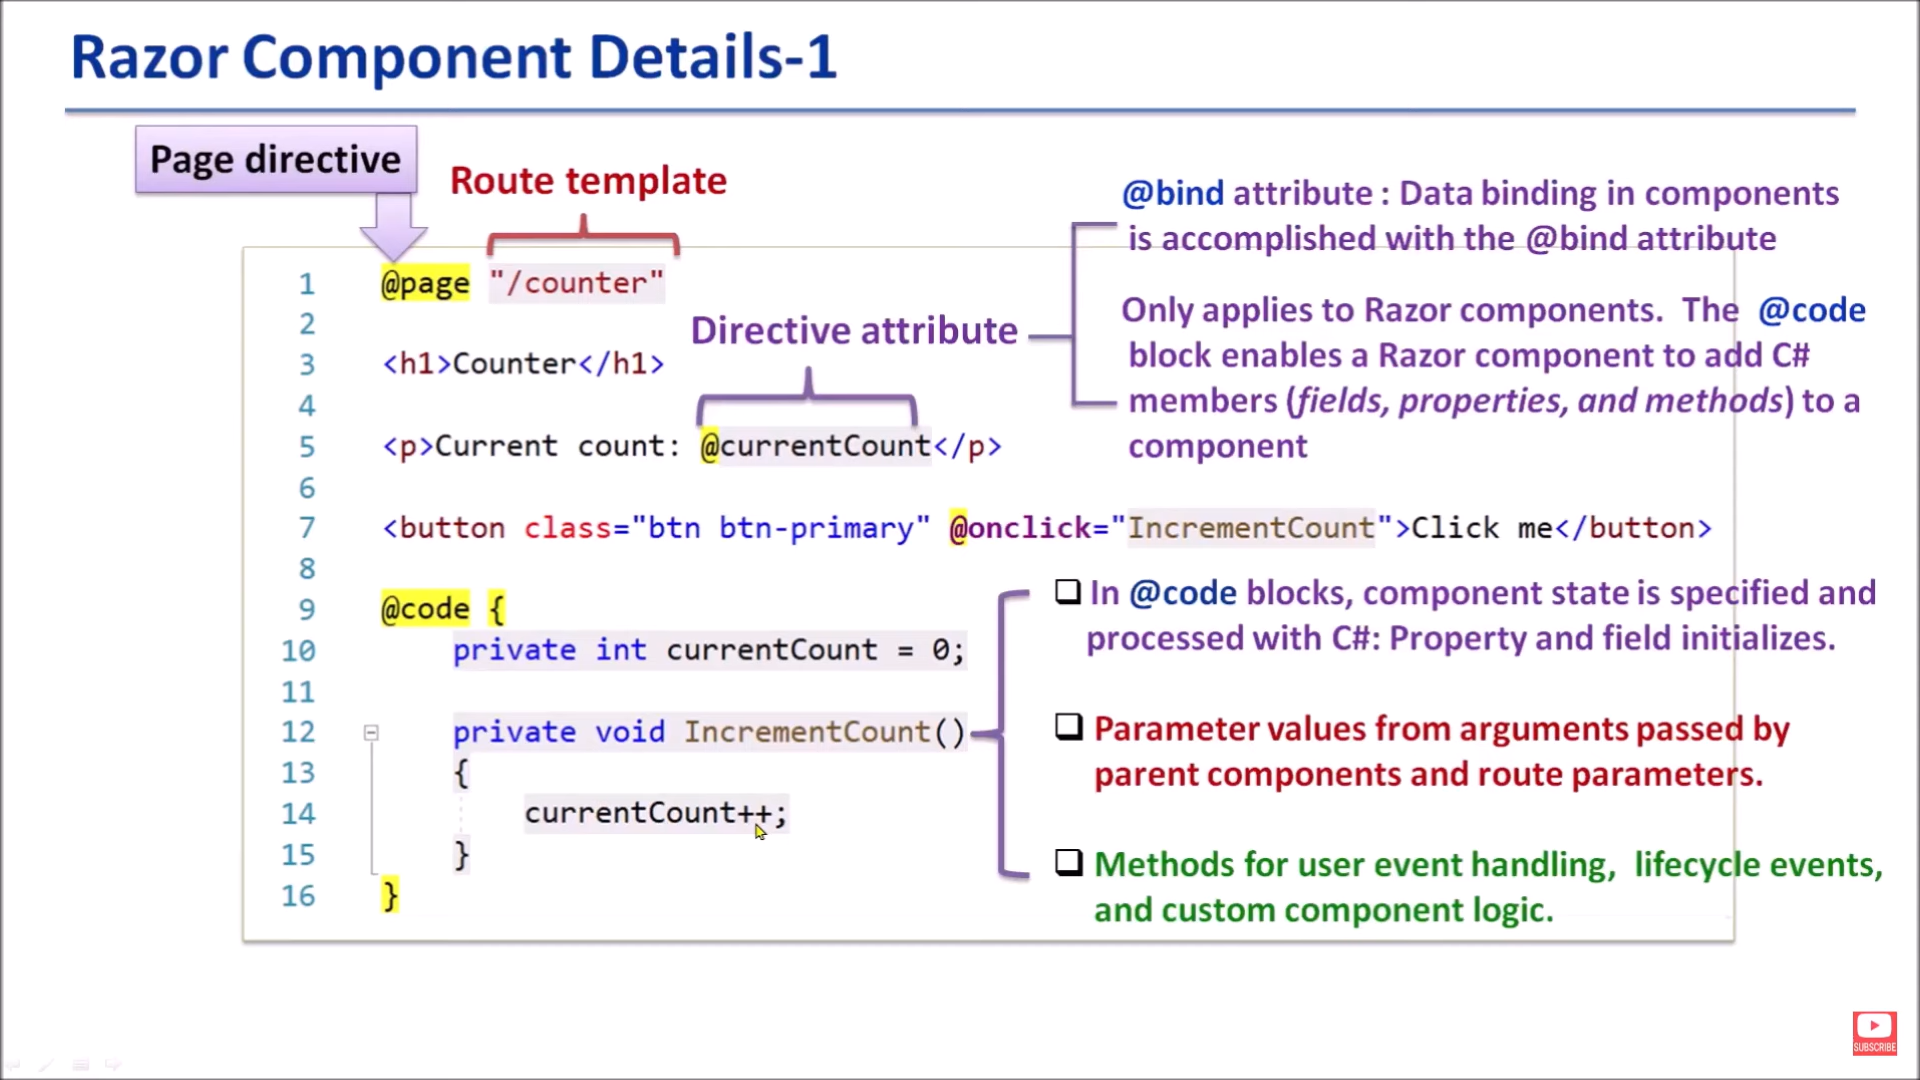 Razor Component Details-1
Page directive
Route template
@bind attribute : Data binding in components
is accomplished with the @bind attribute
Directive attribute
Only applies to Razor components. The @code
block enables a Razor component to add C#
members (fields, properties, and methods) to a
component
1 @page "/counter"
2
3 <h1>Counter</h1>
4
5 <p>Current count: @currentCount</p>
6
7 <button class="btn btn-primary" @onclick="IncrementCount">Click me</button>
8
9 @code {
10 private int currentCount = 0;
11
12 private void IncrementCount()
13 {
14 currentCount++;
15 }
16 }
In @code blocks, component state is specified and
processed with C#: Property and field initializes.
Parameter values from arguments passed by
parent components and route parameters.
Methods for user event handling, lifecycle events,
and custom component logic.
SUBSCRIBE